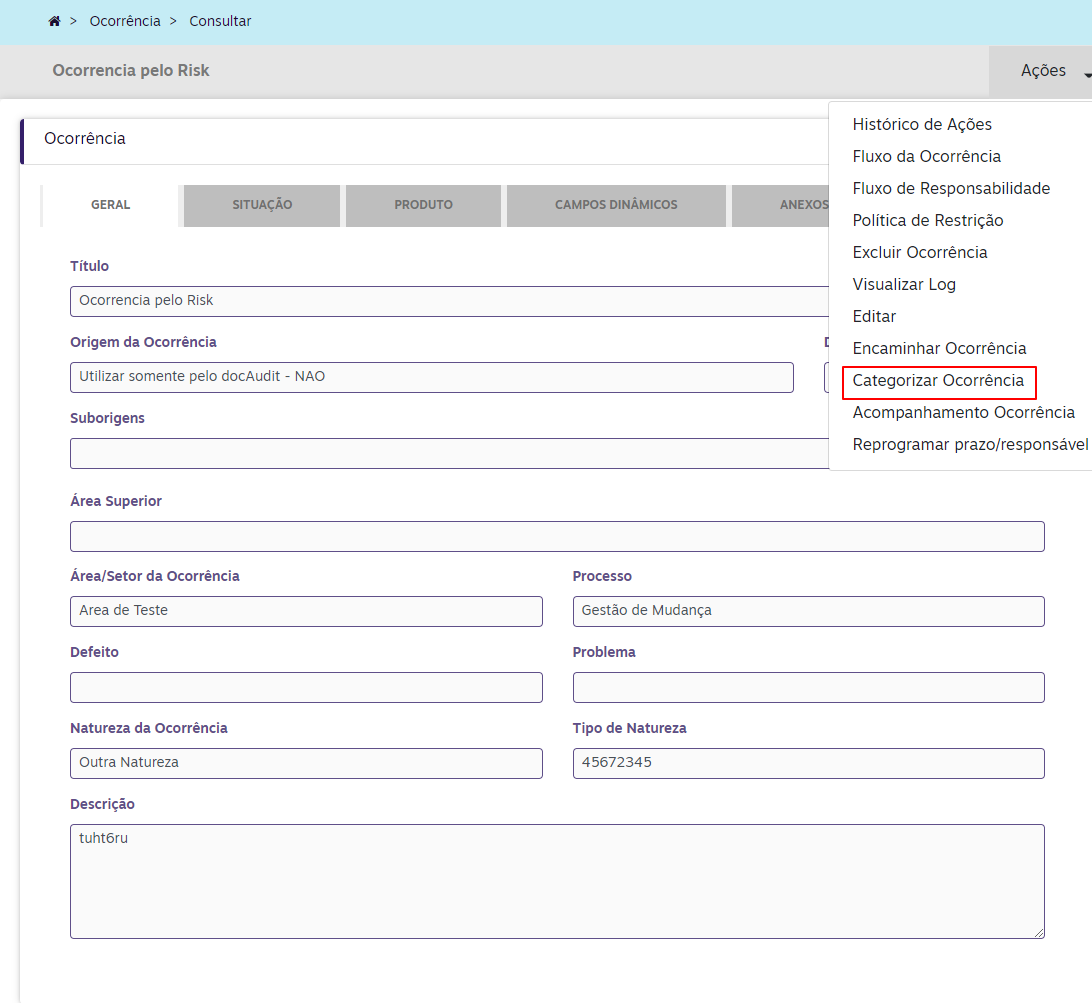 > Ocorrência > Consultar
Ocorrencia pelo Risk
Ações
Histórico de Ações
Fluxo da Ocorrência
Fluxo de Responsabilidade
Política de Restrição
Excluir Ocorrência
Visualizar Log
Editar
Encaminhar Ocorrência
Categorizar Ocorrência
Acompanhamento Ocorrência
Reprogramar prazo/responsável
Ocorrência
GERAL SITUAÇÃO PRODUTO CAMPOS DINÂMICOS ANEXOS
Título
Ocorrencia pelo Risk
Origem da Ocorrência
Utilizar somente pelo docAudit - NAO
Suborigens
Área Superior
Área/Setor da Ocorrência Processo
Area de Teste Gestão de Mudança
Defeito Problema
Natureza da Ocorrência Tipo de Natureza
Outra Natureza 45672345
Descrição
tuht6ru